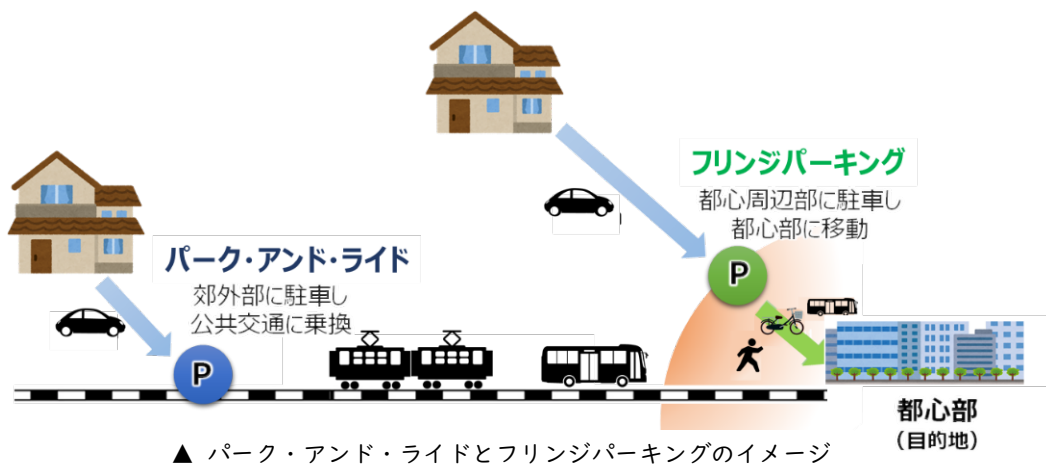 フリンジパーキング
都心周辺部に駐車し
都心部に移動
P
パーク・アンド・ライド
郊外部に駐車し
公共交通に乗換
P
都心部
(目的地)
▲ パーク・アンド・ライドとフリンジパーキングのイメージ